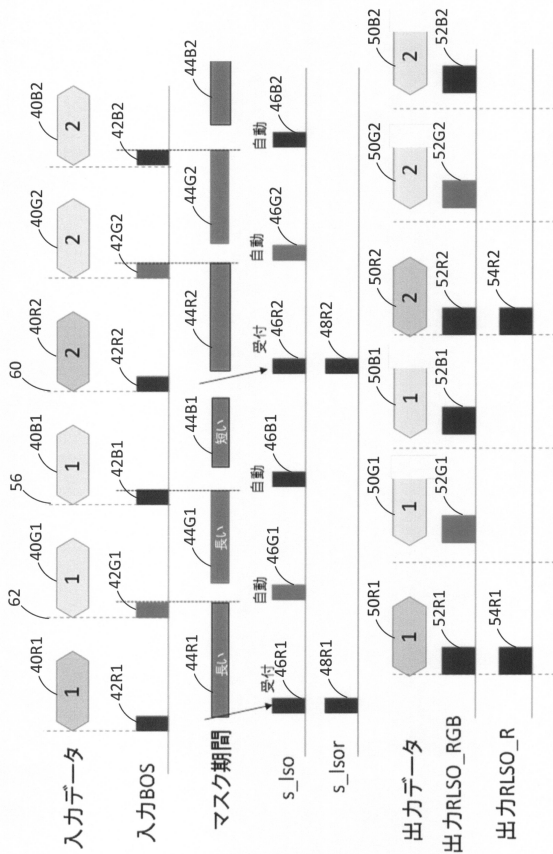 60
62
56
40R1
40G1
40B1
40R2
40G2
40B2
入力データ
1
1
1
2
2
2
42R1
42G1
42B1
42R2
42G2
42B2
入力BOS
44R1
44G1
44B1
44R2
44G2
44B2
マスク期間
長い
長い
短い
受付
自動
自動
受付
自動
自動
46R1
46G1
46B1
46R2
46G2
46B2
s_lso
48R1
48R2
s_lsor
50R1
50G1
50B1
50R2
50G2
50B2
出力データ
1
1
1
2
2
2
52R1
52G1
52B1
52R2
52G2
52B2
出力RLSO_RGB
54R1
54R2
出力RLSO_R